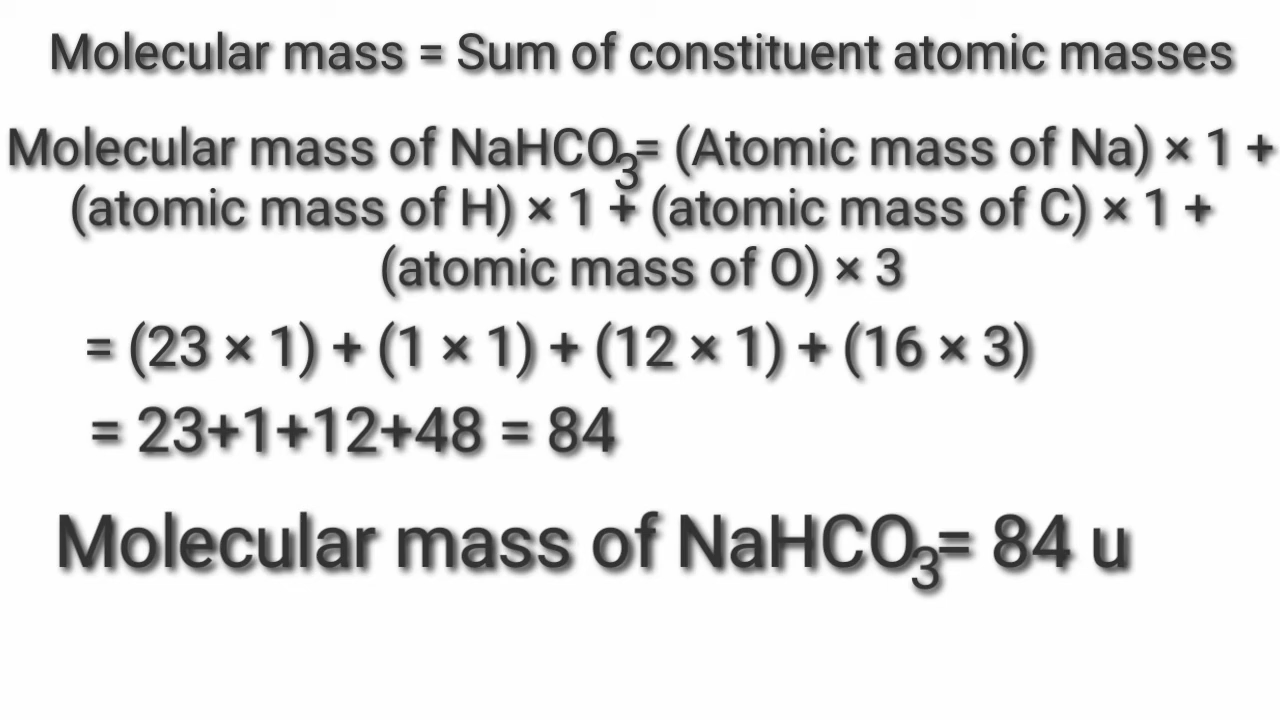 Molecular mass = Sum of constituent atomic masses
Molecular mass of NaHCO₃= (Atomic mass of Na) × 1 +
(atomic mass of H) × 1 + (atomic mass of C) × 1 +
(atomic mass of O) × 3
= (23 × 1) + (1 × 1) + (12 × 1) + (16 × 3)
= 23+1+12+48 = 84
Molecular mass of NaHCO₃= 84 u